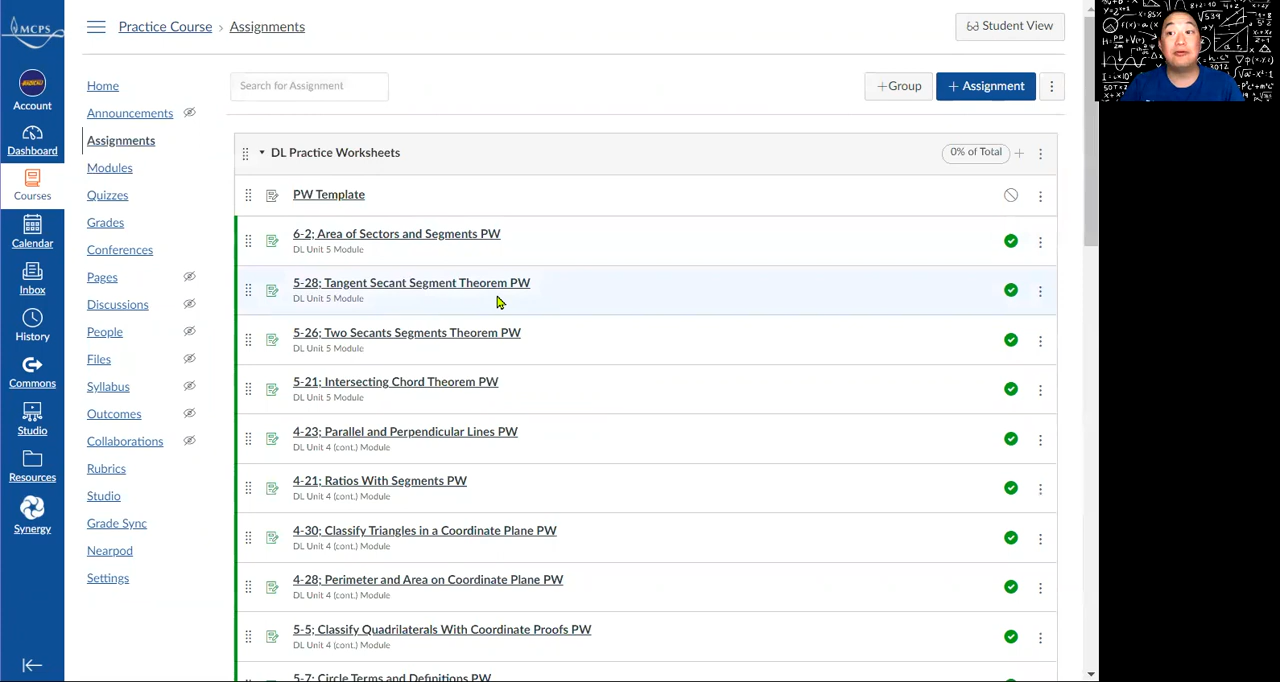 MCPS
Account
Dashboard
Courses
Calendar
Inbox
History
Commons
Studio
Resources
Synergy
Practice Course › Assignments
Student View
Home
Announcements
Assignments
Modules
Quizzes
Grades
Conferences
Pages
Discussions
People
Files
Syllabus
Outcomes
Collaborations
Rubrics
Studio
Grade Sync
Nearpod
Settings
Search for Assignment
+Group
+ Assignment
DL Practice Worksheets
0% of Total +
PW Template
6-2; Area of Sectors and Segments PW
DL Unit 5 Module
5-28; Tangent Secant Segment Theorem PW
DL Unit 5 Module
5-26; Two Secants Segments Theorem PW
DL Unit 5 Module
5-21; Intersecting Chord Theorem PW
DL Unit 5 Module
4-23; Parallel and Perpendicular Lines PW
DL Unit 4 (cont.) Module
4-21; Ratios With Segments PW
DL Unit 4 (cont.) Module
4-30; Classify Triangles in a Coordinate Plane PW
DL Unit 4 (cont.) Module
4-28; Perimeter and Area on Coordinate Plane PW
DL Unit 4 (cont.) Module
5-5; Classify Quadrilaterals With Coordinate Proofs PW
DL Unit 4 (cont.) Module
5-7; Circle Terms and Definitions PW